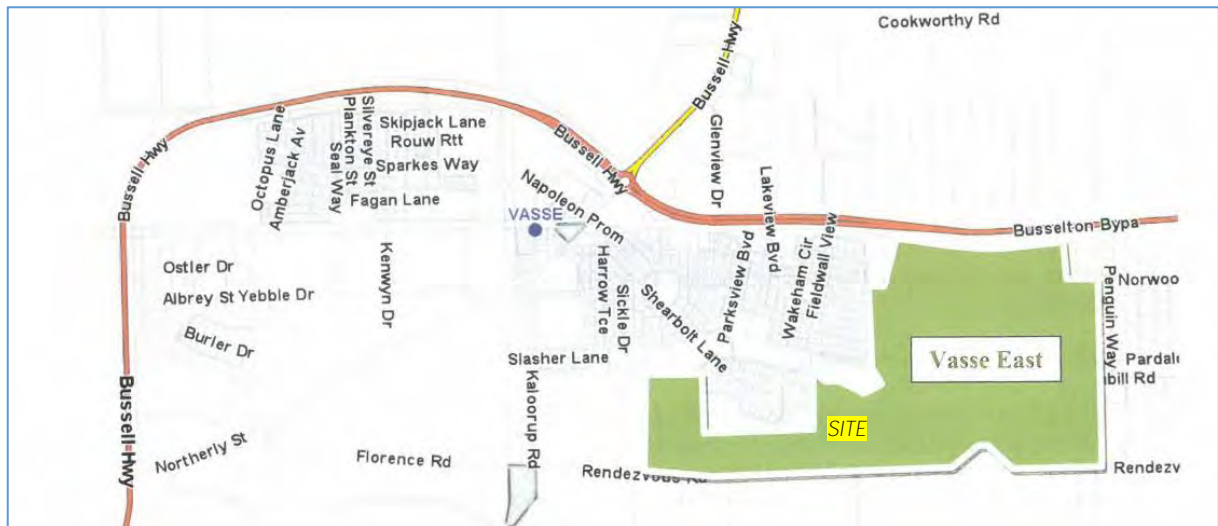 Cookworthy Rd
Bussell-Hwy
Glenview Dr
Octopus Lane
Amberjack Av
Silvereye St
Plankton St
Seal Way
Skipjack Lane
Rouw Rtt
Sparkes Way
Fagan Lane
Bussell Hwy
Bussell-Hwy
Napoleon Prom
VASSE
Lakeview Blvd
Busselton Bypa
Parksview Bvd
Wakeham Cir
Fieldwall View
Harrow Tce
Sickle Dr
Shearbolt Lane
Kenwyn Dr
Ostler Dr
Albrey St
Yebble Dr
Burler Dr
Slasher Lane
Kaloorup Rd
Vasse East
Penguin Way
Norwoo
Pardal
bill Rd
Bussell-Hwy
SITE
Northerly St
Florence Rd
Rendezvous Rd
Rendezv